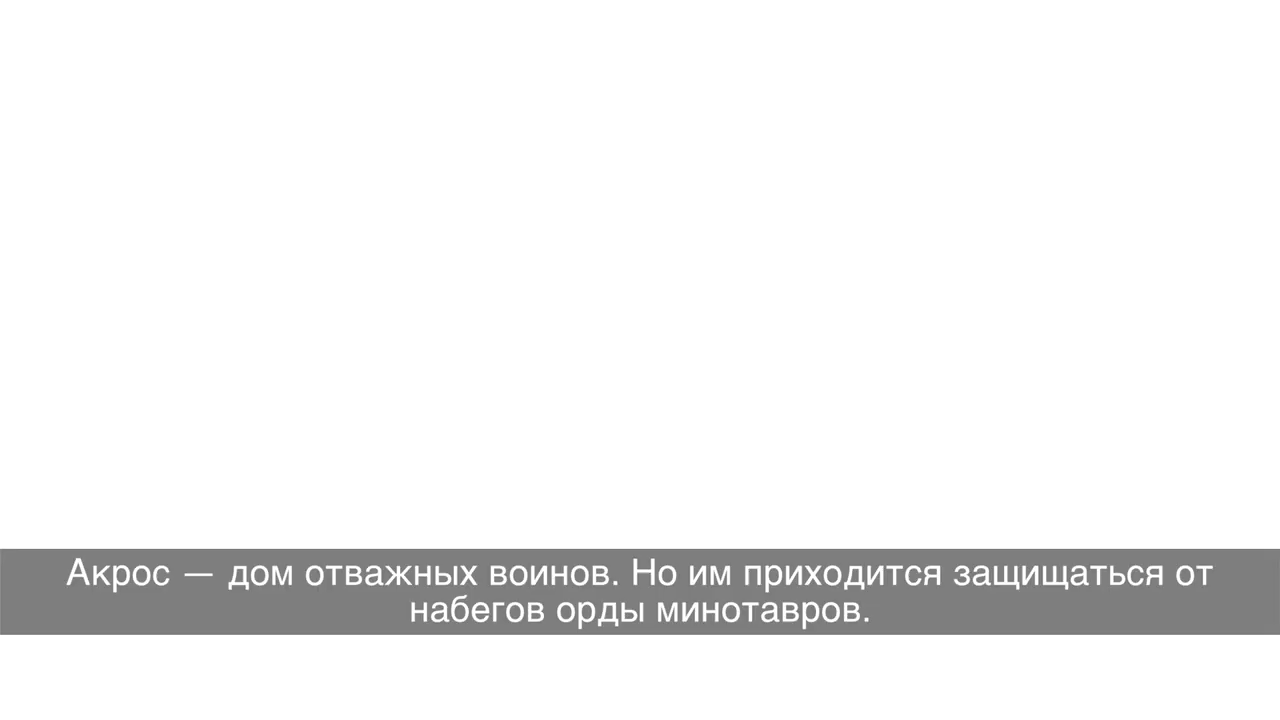 Акрос — дом отважных воинов. Но им приходится защищаться от
набегов орды минотавров.